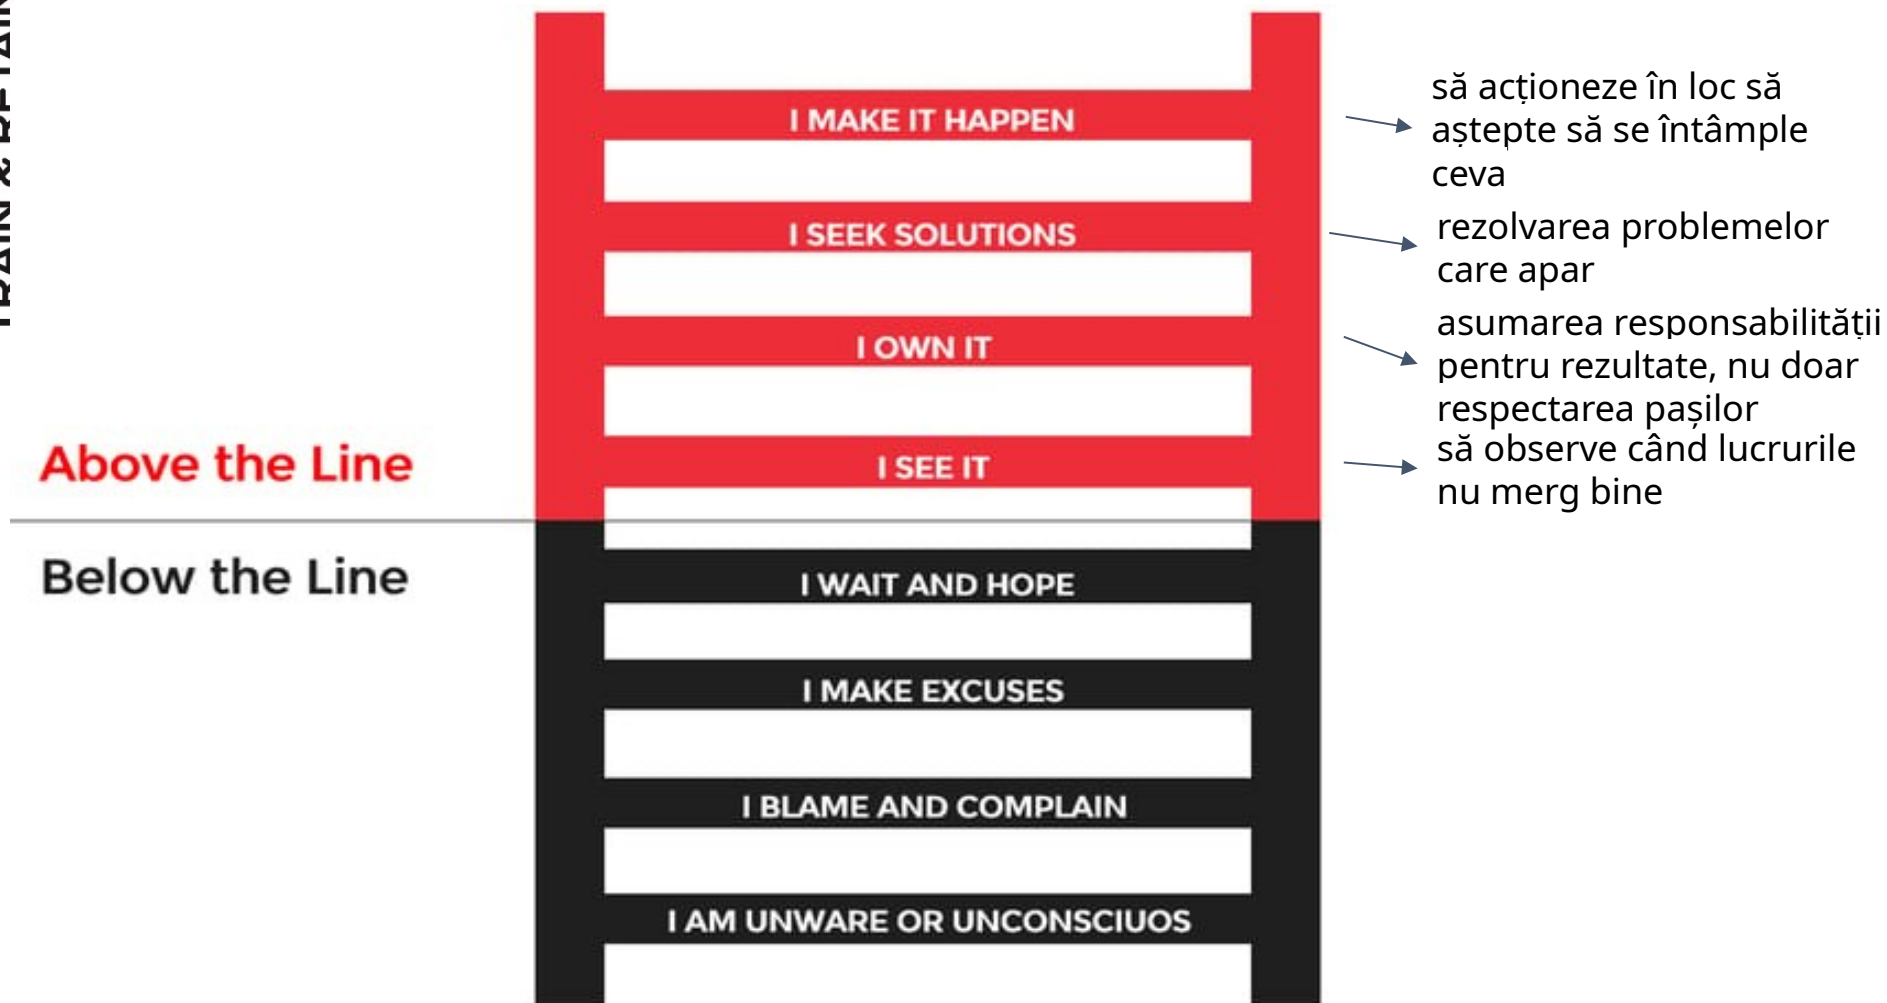 TRAIN & RETAIN
I MAKE IT HAPPEN
să acționeze în loc să
aștepte să se întâmple
ceva
I SEEK SOLUTIONS
rezolvarea problemelor
care apar
I OWN IT
asumarea responsabilității
pentru rezultate, nu doar
respectarea pașilor
Above the Line
I SEE IT
să observe când lucrurile
nu merg bine
Below the Line
I WAIT AND HOPE
I MAKE EXCUSES
I BLAME AND COMPLAIN
I AM UNWARE OR UNCONSCIUOS